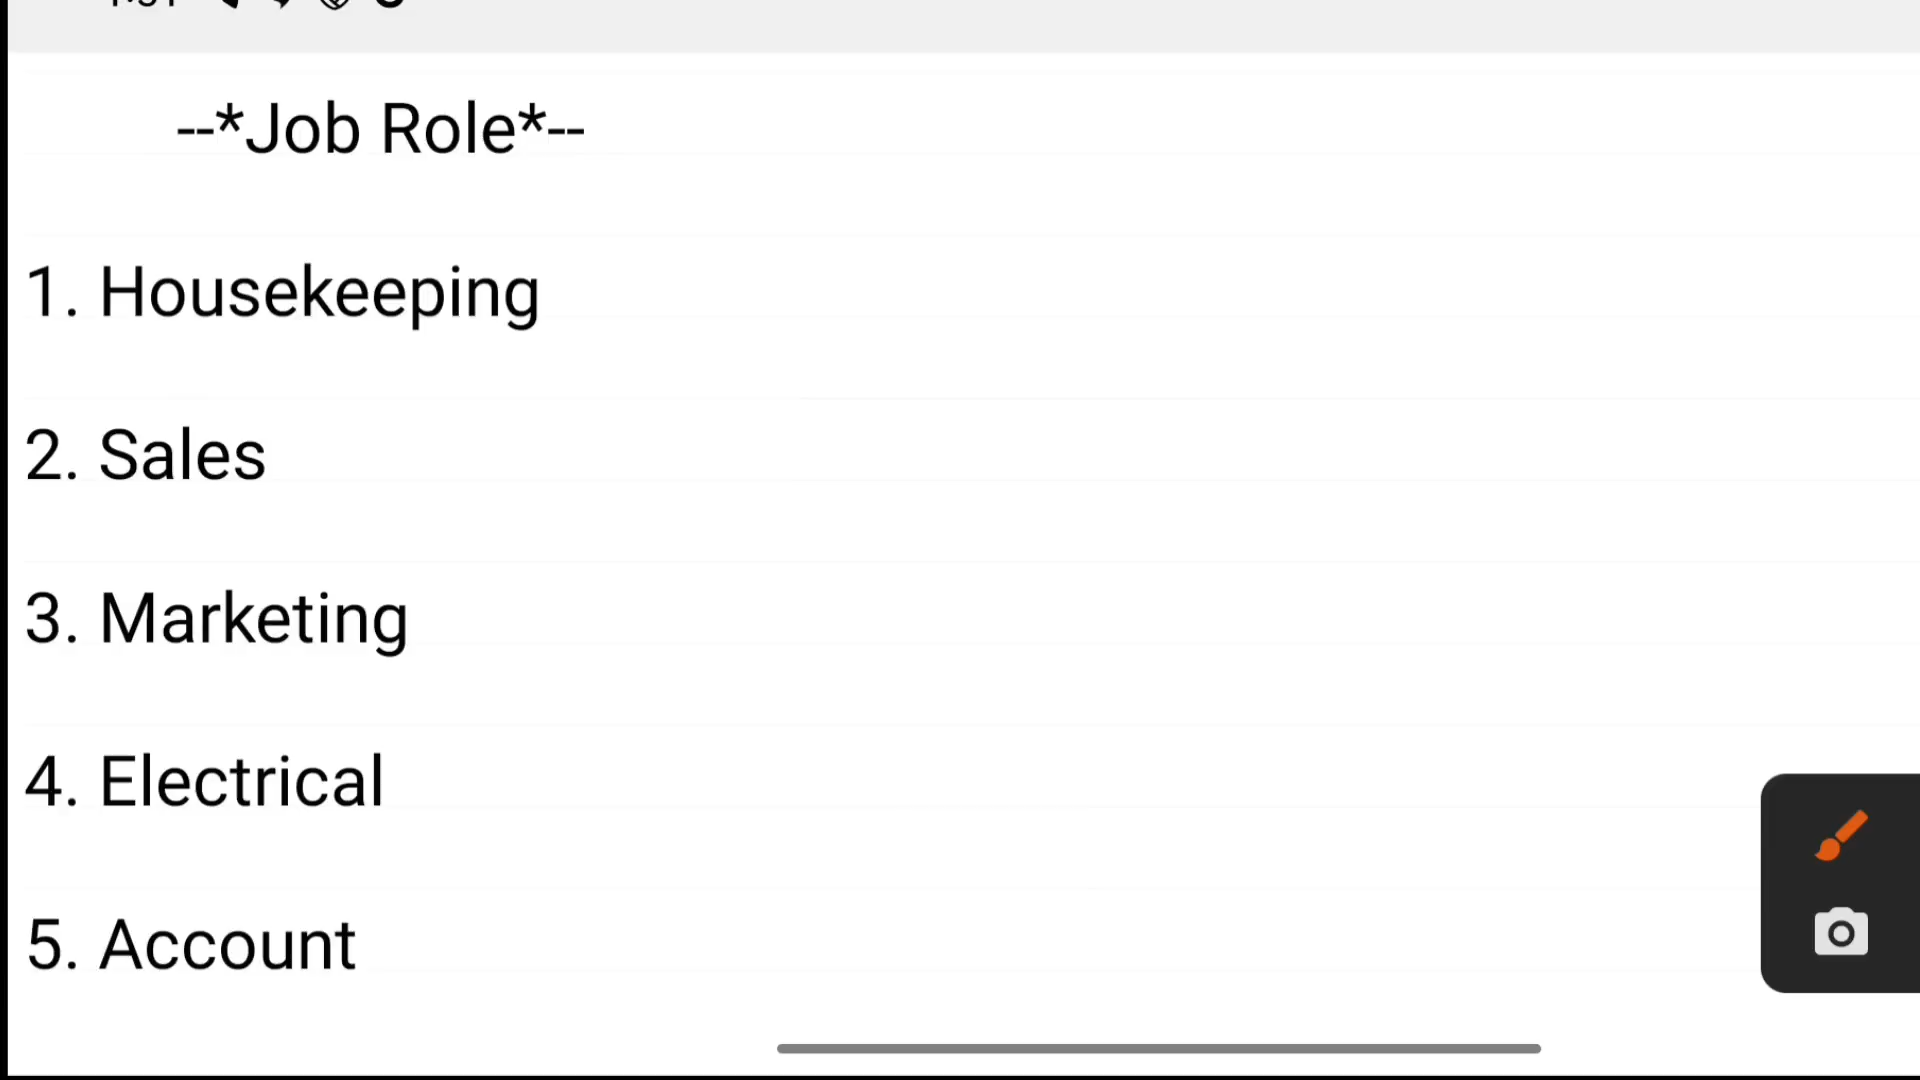 --*Job Role*--
1. Housekeeping
2. Sales
3. Marketing
4. Electrical
5. Account